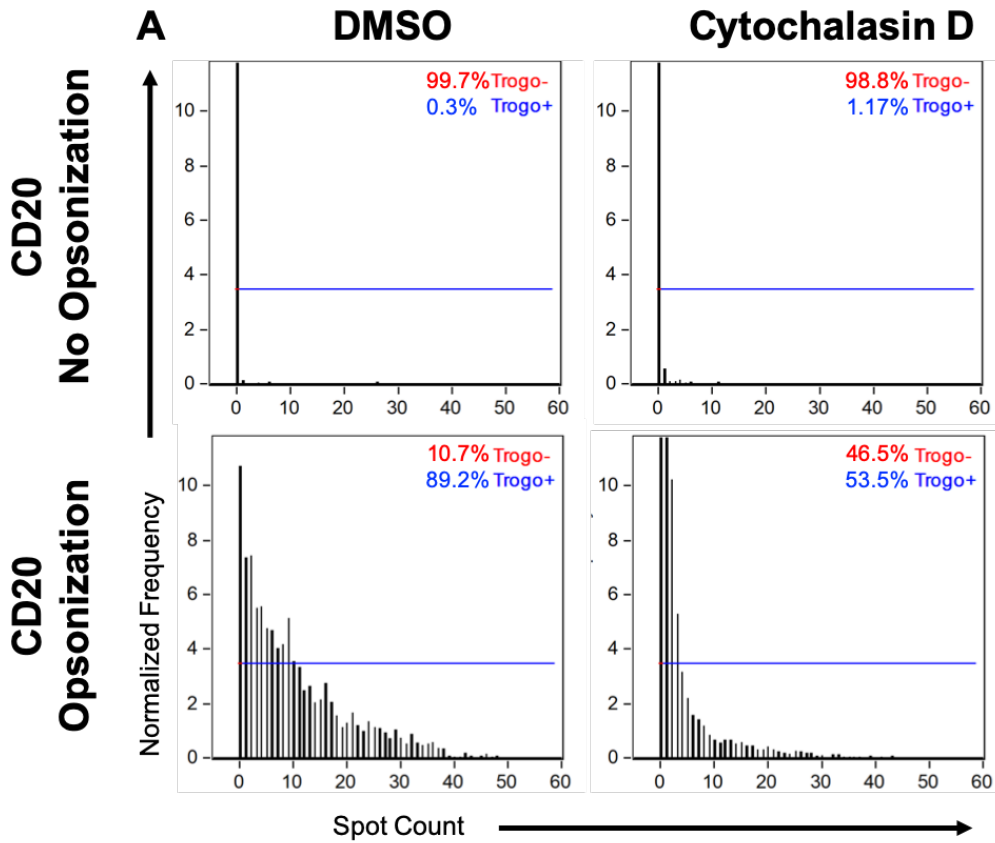 A
DMSO
Cytochalasin D
CD20
No Opsonization
CD20
Opsonization
Normalized Frequency
99.7% Trogo-
0.3% Trogo+
10
8
6
4
2
0
0 10 20 30 40 50 60
98.8% Trogo-
1.17% Trogo+
10
8
6
4
2
0
0 10 20 30 40 50 60
10.7% Trogo-
89.2% Trogo+
10
8
6
4
2
0
0 10 20 30 40 50 60
46.5% Trogo-
53.5% Trogo+
10
8
6
4
2
0
0 10 20 30 40 50 60
Spot Count